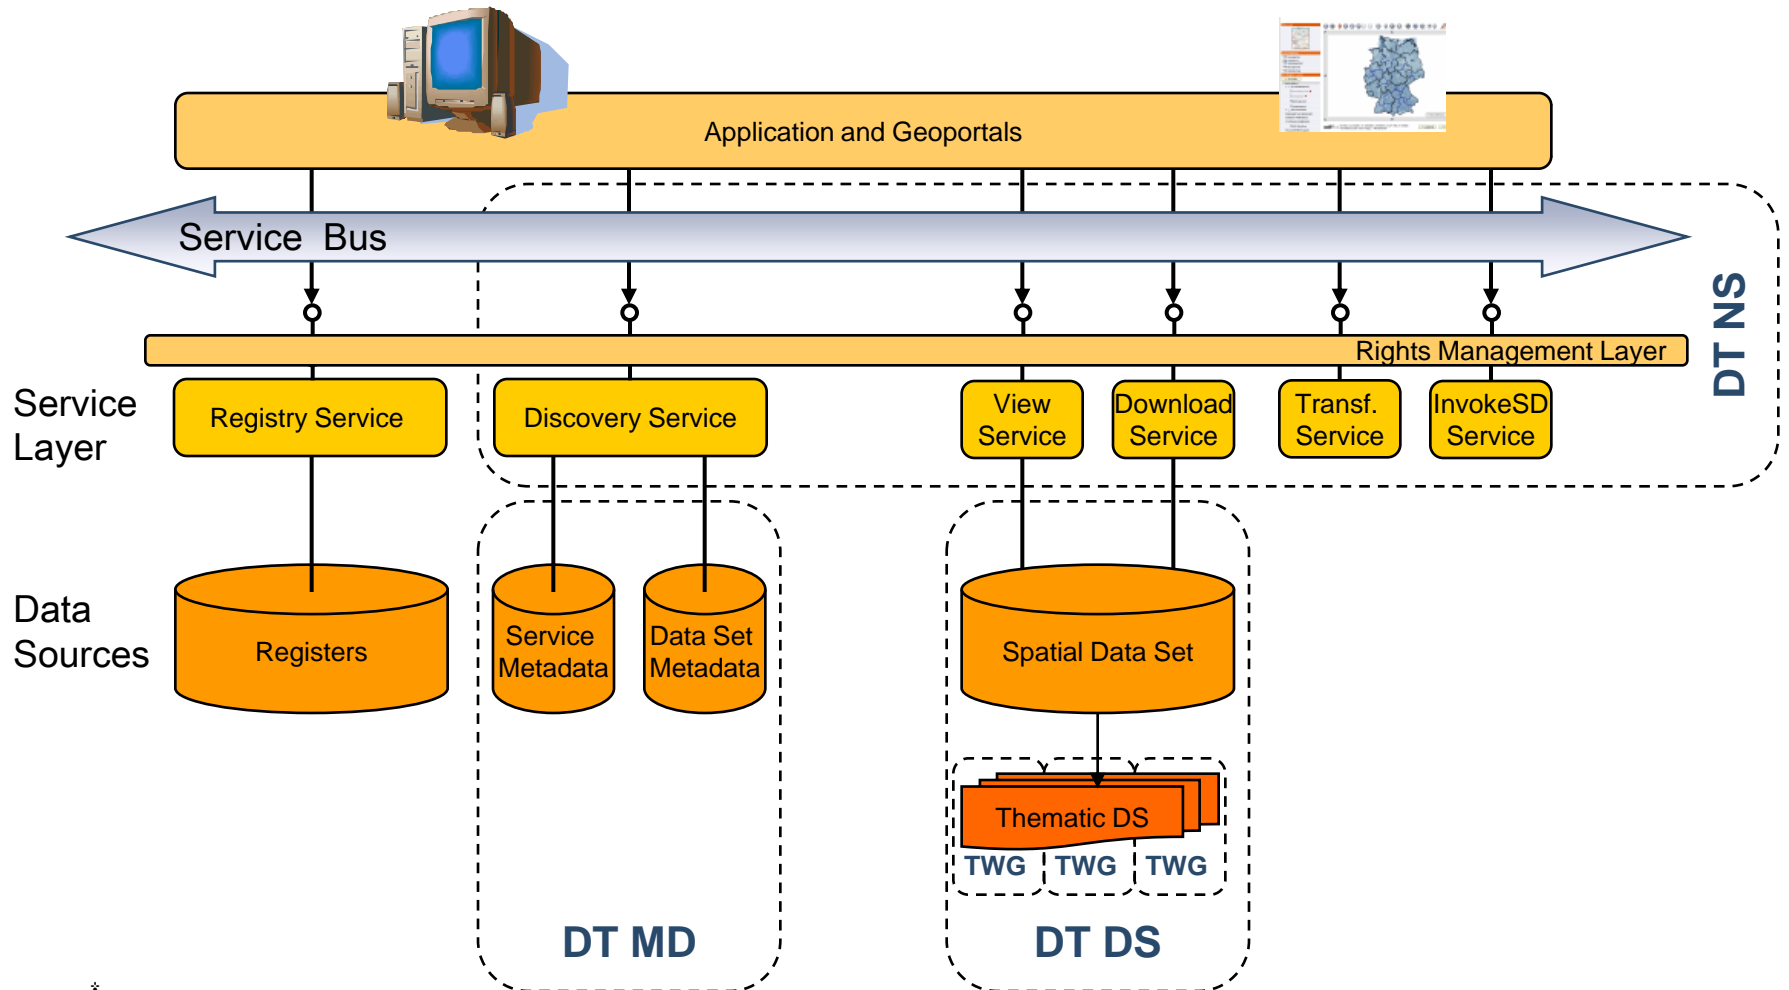 Application and Geoportals
Service Bus
DT NS
Rights Management Layer
Service
Layer
Registry Service
Discovery Service
View
Service
Download
Service
Transf.
Service
InvokeSD
Service
Data
Sources
Registers
Service
Metadata
Data Set
Metadata
Spatial Data Set
Thematic DS
TWG
TWG
TWG
DT MD
DT DS